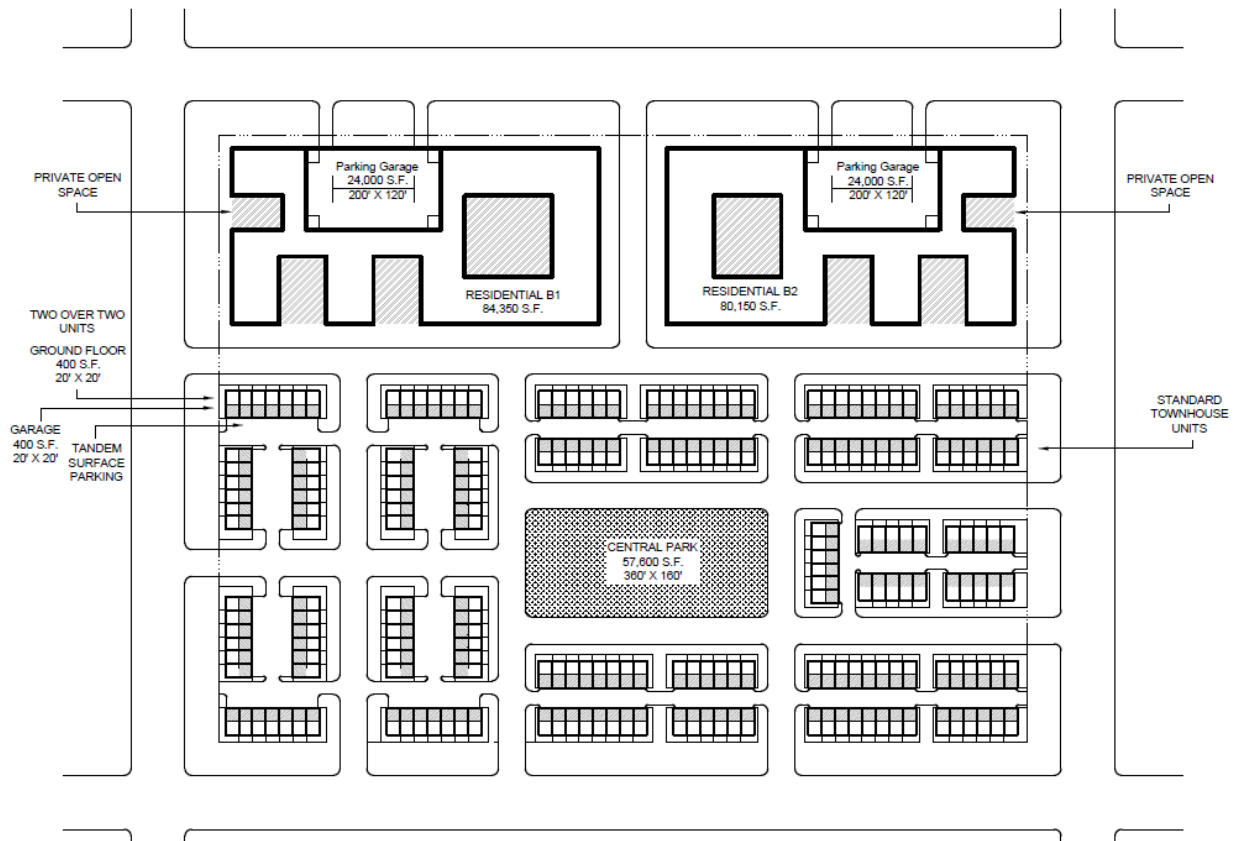 Parking Garage
24,000 S.F.
200' X 120'
Parking Garage
24,000 S.F.
200' X 120'
PRIVATE OPEN
SPACE
PRIVATE OPEN
SPACE
RESIDENTIAL B1
84,350 S.F.
RESIDENTIAL B2
80,150 S.F.
TWO OVER TWO
UNITS
GROUND FLOOR
400 S.F.
20' X 20'
GARAGE
400 S.F.
20' X 20'
TANDEM
SURFACE
PARKING
STANDARD
TOWNHOUSE
UNITS
CENTRAL PARK
57,600 S.F.
360' X 160'